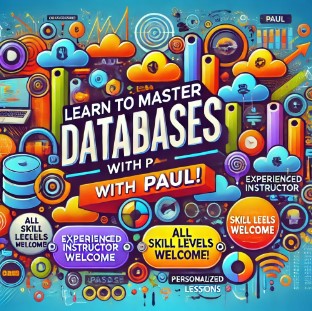 PAUL
LEARN TO MASTER
DATABASES
WITH P
WITH PAUL!
EXPERIENCED
INSTRUCTOR
ALL
SKILL
WELCOME
EXPERIENCED
INSTRUCTOR
WELCOME
ALL
SKILL LEVELS
WELCOME!
SKILL LEELS
WELCOME
PERSONALIZED
LESSONS